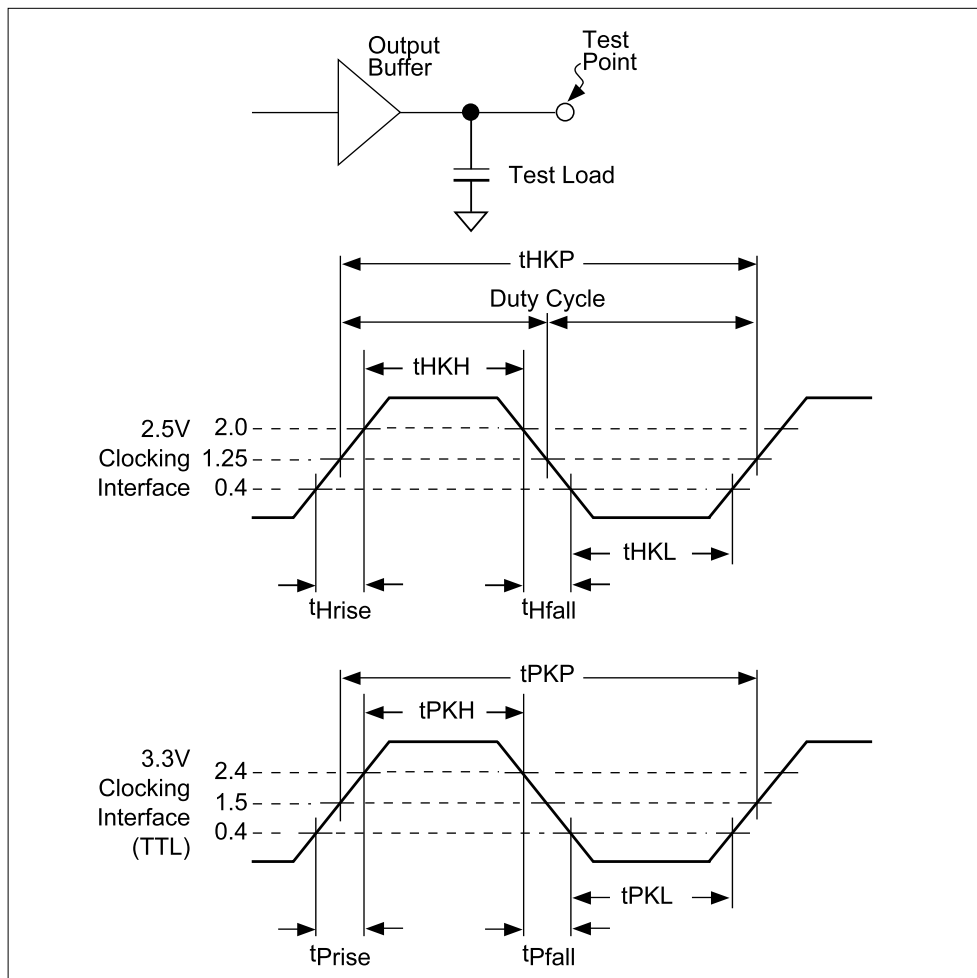 Output
Buffer
Test
Point
Test Load
tHKP
Duty Cycle
tHKH
2.5V
Clocking
Interface
2.0
1.25
0.4
tHKL
tHrise
tHfall
tPKP
tPKH
3.3V
Clocking
Interface
(TTL)
2.4
1.5
0.4
tPKL
tPrise
tPfall